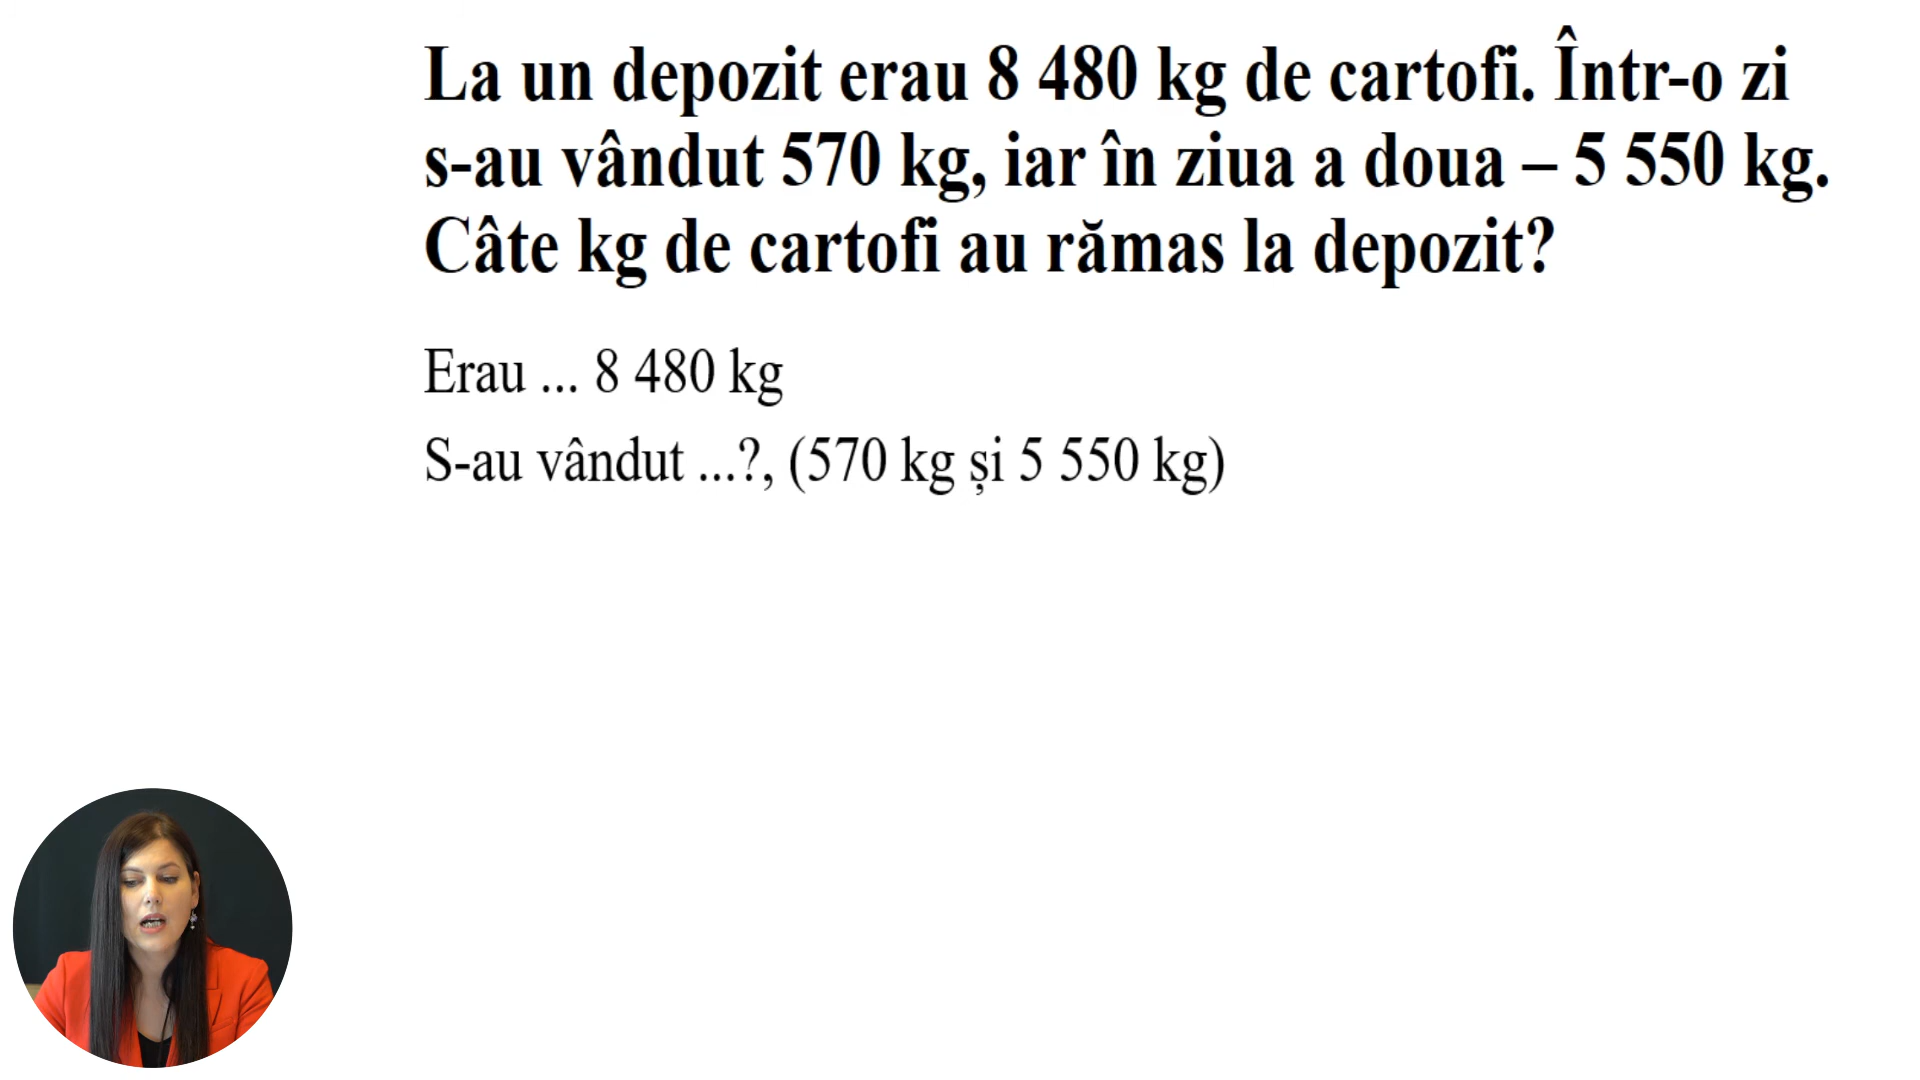 La un depozit erau 8 480 kg de cartofi. Într-o zi
s-au vândut 570 kg, iar în ziua a doua – 5 550 kg.
Câte kg de cartofi au rămas la depozit?
Erau ... 8 480 kg
S-au vândut ...?, (570 kg și 5 550 kg)